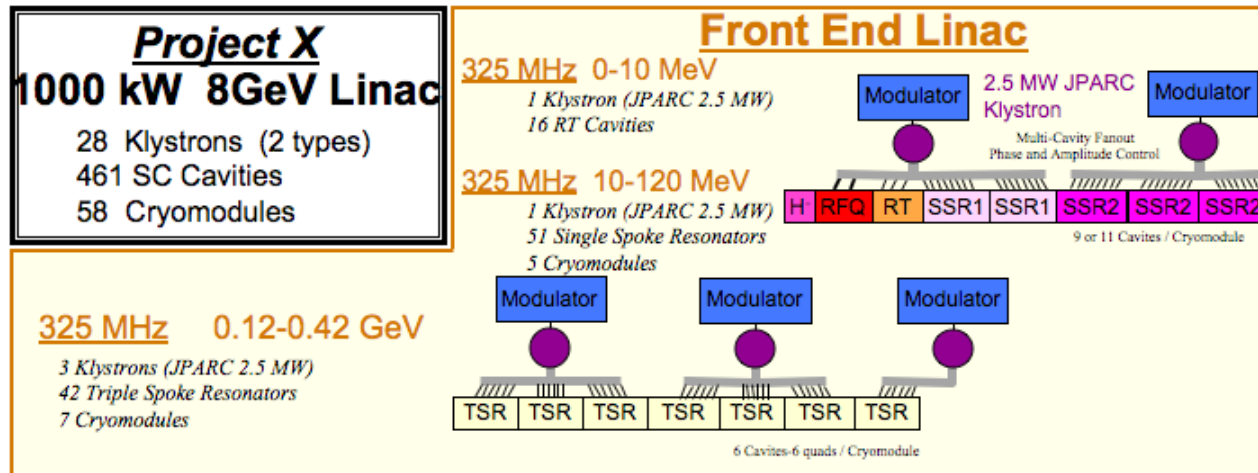 Project X
1000 kW 8GeV Linac
28 Klystrons (2 types)
461 SC Cavities
58 Cryomodules
Front End Linac
325 MHz 0-10 MeV
1 Klystron (JPARC 2.5 MW)
16 RT Cavities
325 MHz 10-120 MeV
1 Klystron (JPARC 2.5 MW)
51 Single Spoke Resonators
5 Cryomodules
Modulator
2.5 MW JPARC
Klystron
Modulator
Multi-Cavity Fanout
Phase and Amplitude Control
H- RFQ RT SSR1 SSR1 SSR2 SSR2 SSR2
9 or 11 Cavites / Cryomodule
325 MHz 0.12-0.42 GeV
3 Klystrons (JPARC 2.5 MW)
42 Triple Spoke Resonators
7 Cryomodules
Modulator Modulator Modulator
TSR TSR TSR TSR TSR TSR TSR
6 Cavites-6 quads / Cryomodule